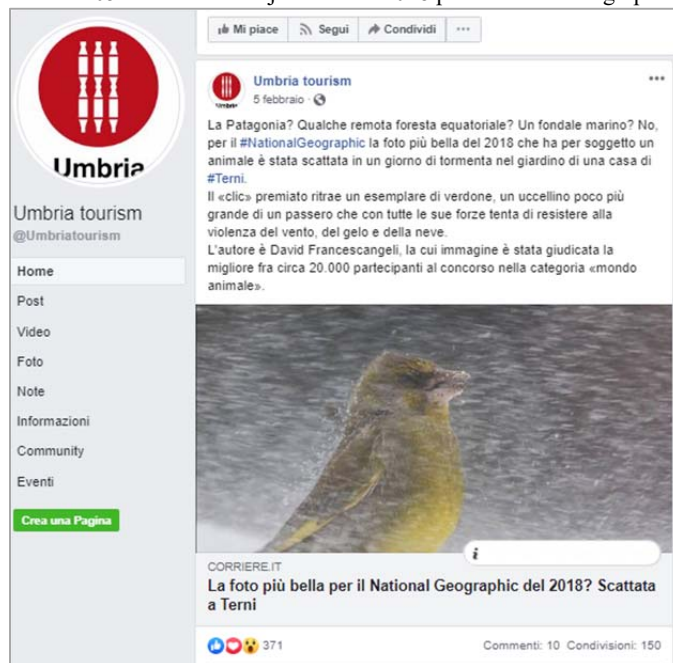 Mi piace Segui Condividi ...
Umbria
Umbria tourism
@Umbriatourism
Home
Post
Video
Foto
Note
Informazioni
Community
Eventi
Crea una Pagina
Umbria
Umbria tourism
5 febbraio ·
La Patagonia? Qualche remota foresta equatoriale? Un fondale marino? No,
per il #NationalGeographic la foto più bella del 2018 che ha per soggetto un
animale è stata scattata in un giorno di tormenta nel giardino di una casa di
#Terni.
Il «clic» premiato ritrae un esemplare di verdone, un uccellino poco più
grande di un passero che con tutte le sue forze tenta di resistere alla
violenza del vento, del gelo e della neve.
L'autore è David Francescangeli, la cui immagine è stata giudicata la
migliore fra circa 20.000 partecipanti al concorso nella categoria «mondo
animale».
i
CORRIERE.IT
La foto più bella per il National Geographic del 2018? Scattata
a Terni
371
Commenti: 10 Condivisioni: 150